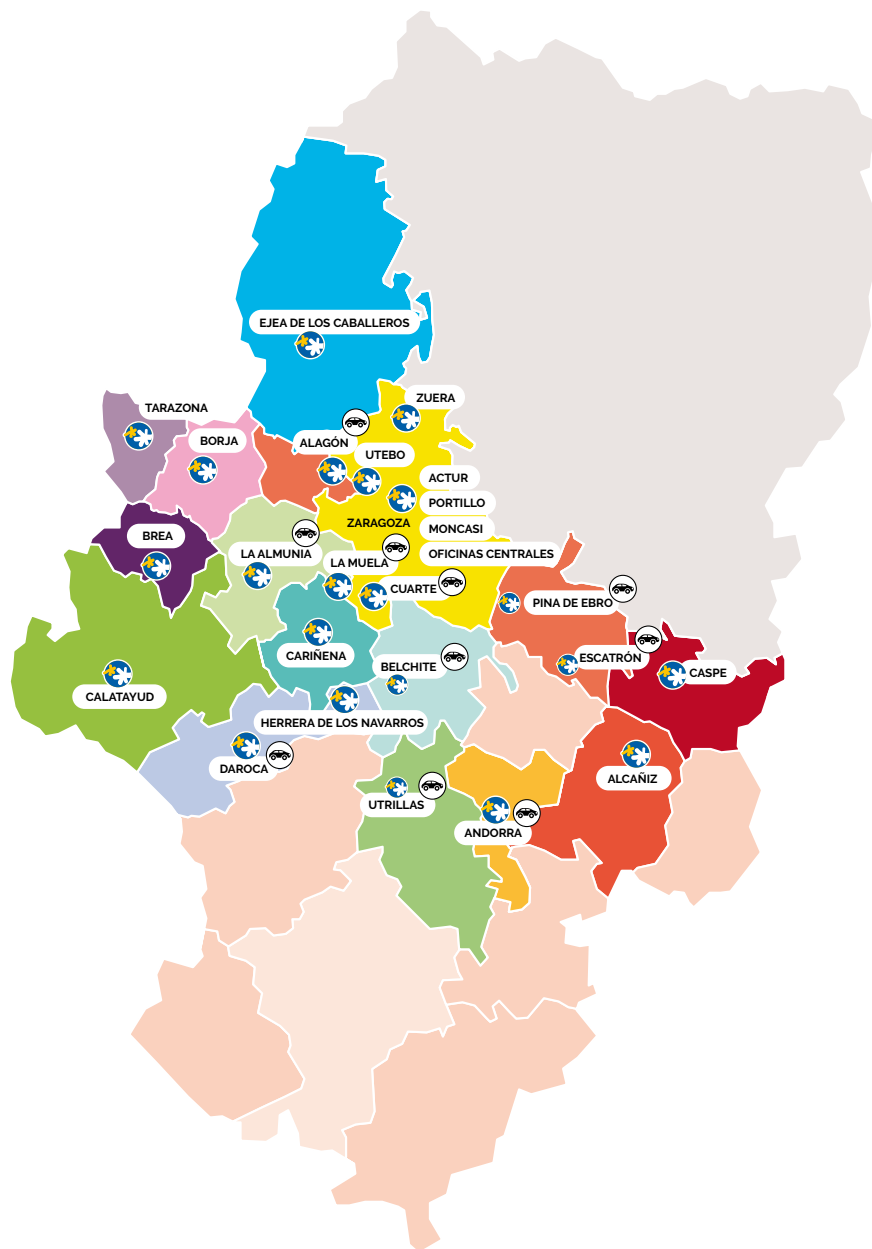 EJEA DE LOS CABALLEROS
ZUERA
TARAZONA
BORJA
ALAGÓN
UTEBO
ACTUR
PORTILLO
ZARAGOZA
MONCASI
BREA
LA ALMUNIA
OFICINAS CENTRALES
LA MUELA
CUARTE
PINA DE EBRO
CARIÑENA
ESCATRÓN
BELCHITE
CASPE
CALATAYUD
HERRERA DE LOS NAVARROS
DAROCA
ALCAÑIZ
UTRILLAS
ANDORRA